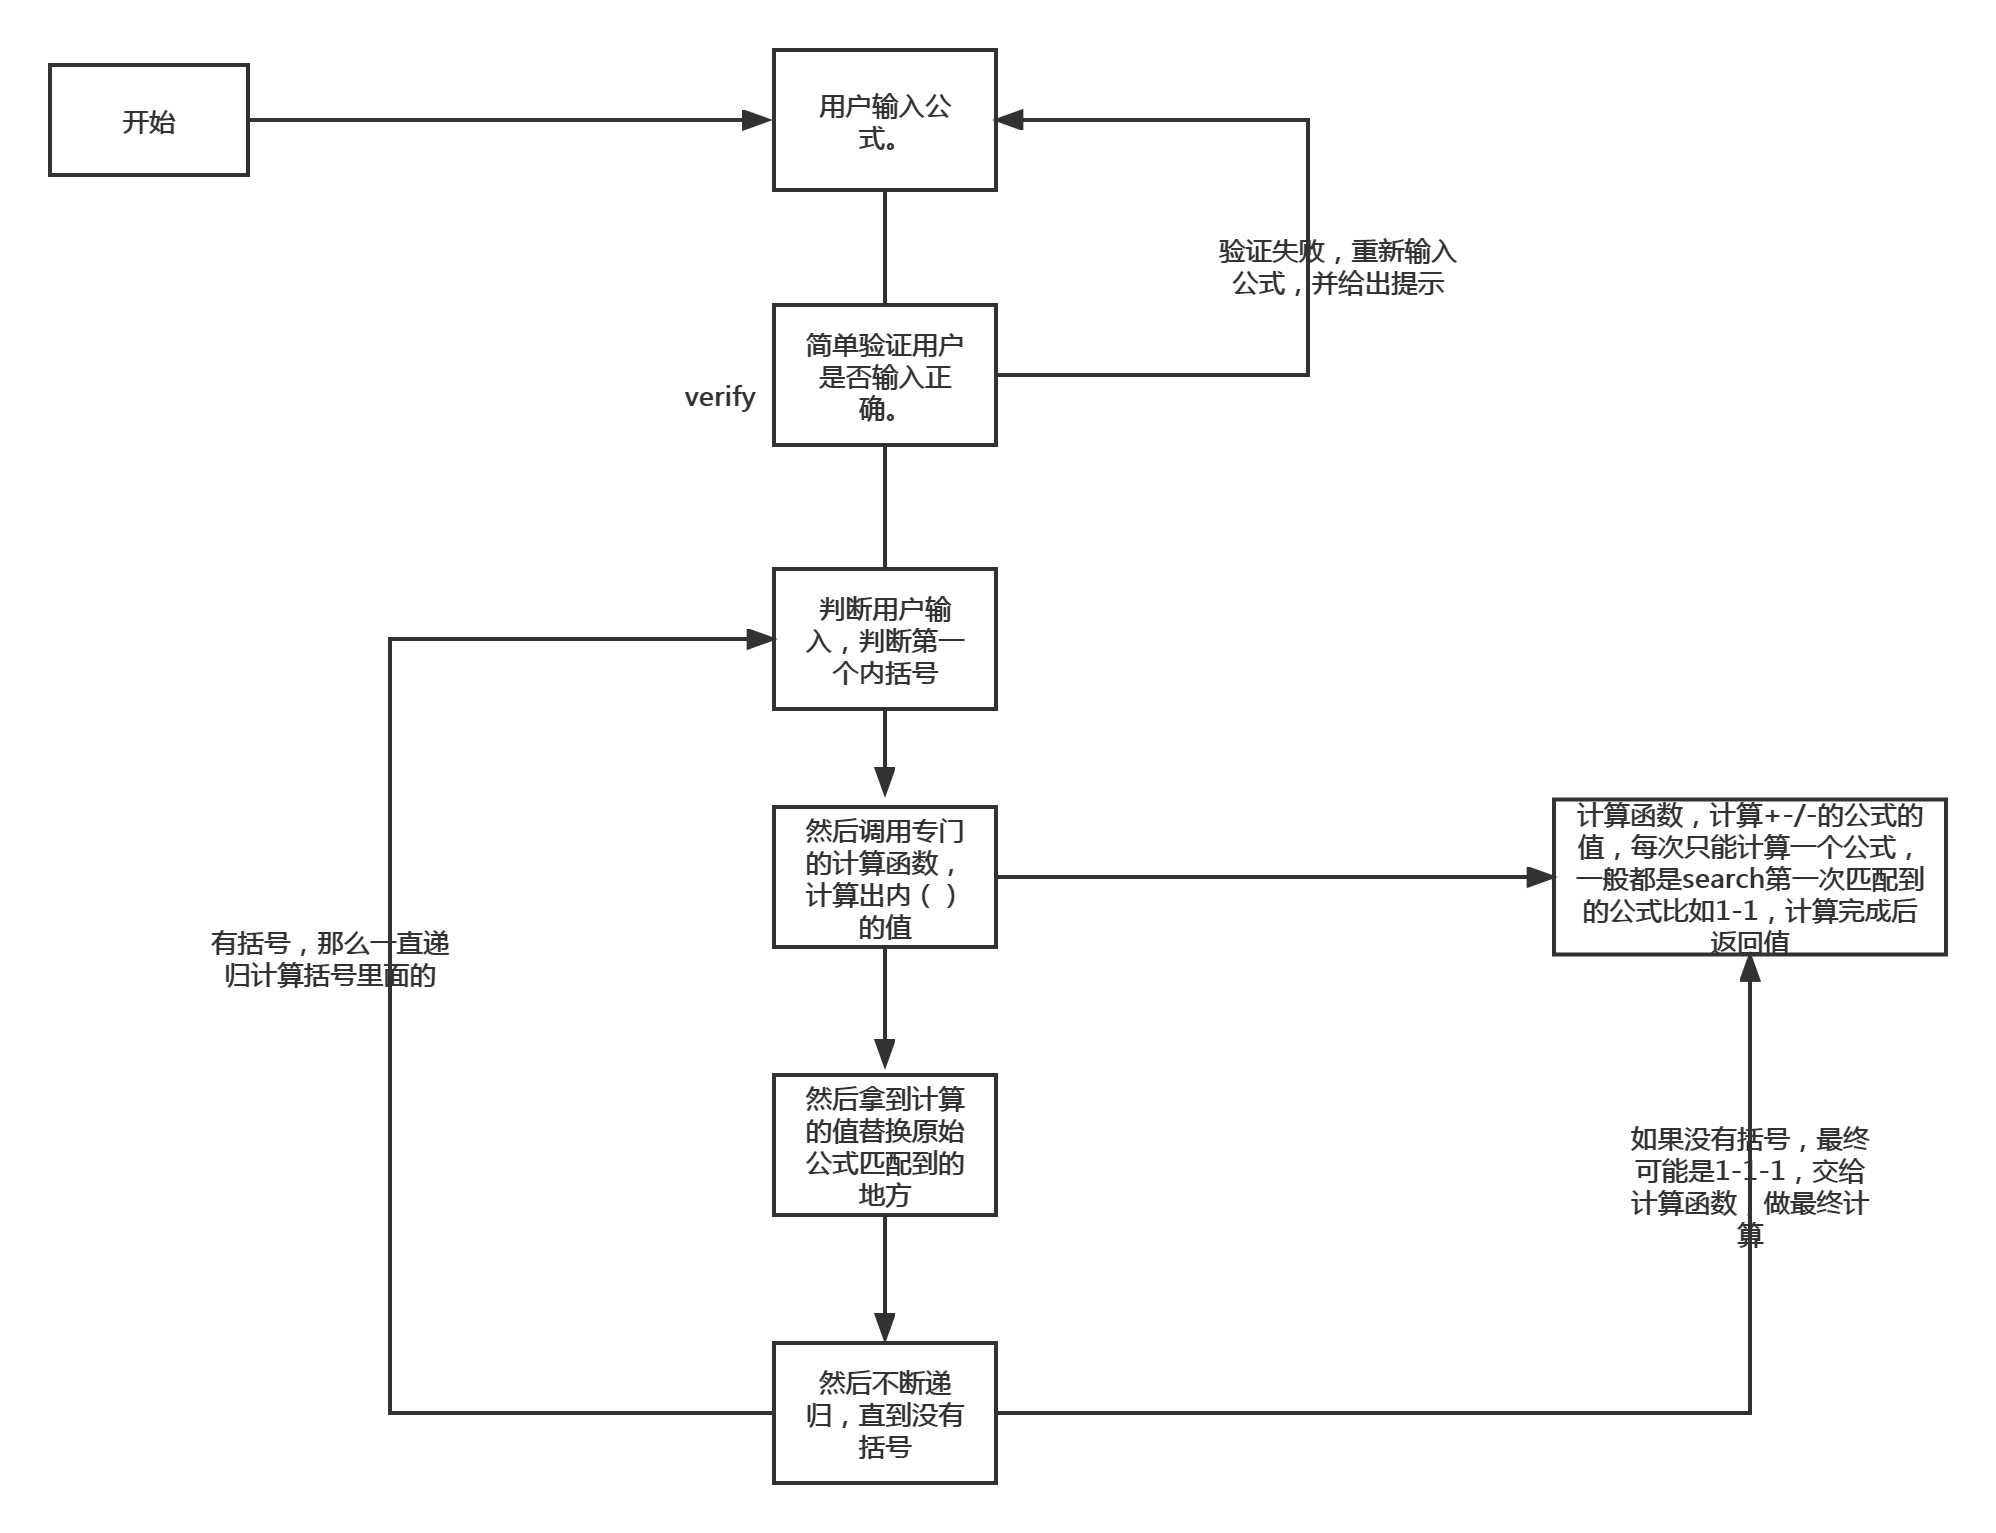 开始
用户输入公
式。
验证失败，重新输入
公式，并给出提示
简单验证用户
是否输入正
确。
verify
判断用户输
入，判断第一
个内括号
然后调用专门
的计算函数，
计算出内（ ）
的值
计算函数，计算+-/-的公式的
值，每次只能计算一个公式，
一般都是search第一次匹配到
的公式比如1-1，计算完成后
返回值
有括号，那么一直递
归计算括号里面的
然后拿到计算
的值替换原始
公式匹配到的
地方
如果没有括号，最终
可能是1-1-1，交给
计算函数，做最终计
算
然后不断递
归，直到没有
括号